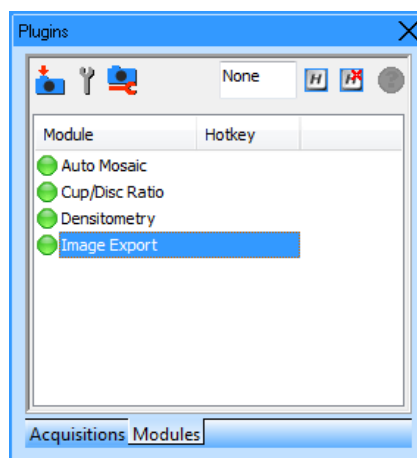 Plugins
None
H H
Module Hotkey
Auto Mosaic
Cup/Disc Ratio
Densitometry
Image Export
Acquisitions Modules